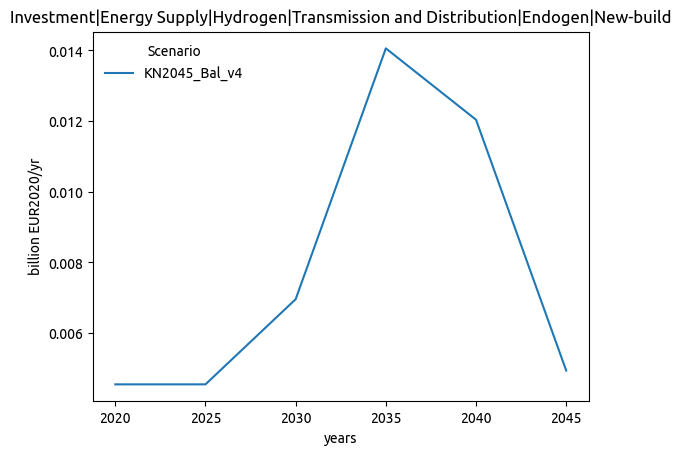 Investment|Energy Supply|Hydrogen|Transmission and Distribution|Endogen|New-build
Scenario
KN2045_Bal_v4
billion EUR2020/yr
0.014
0.012
0.010
0.008
0.006
2020 2025 2030 2035 2040 2045
years